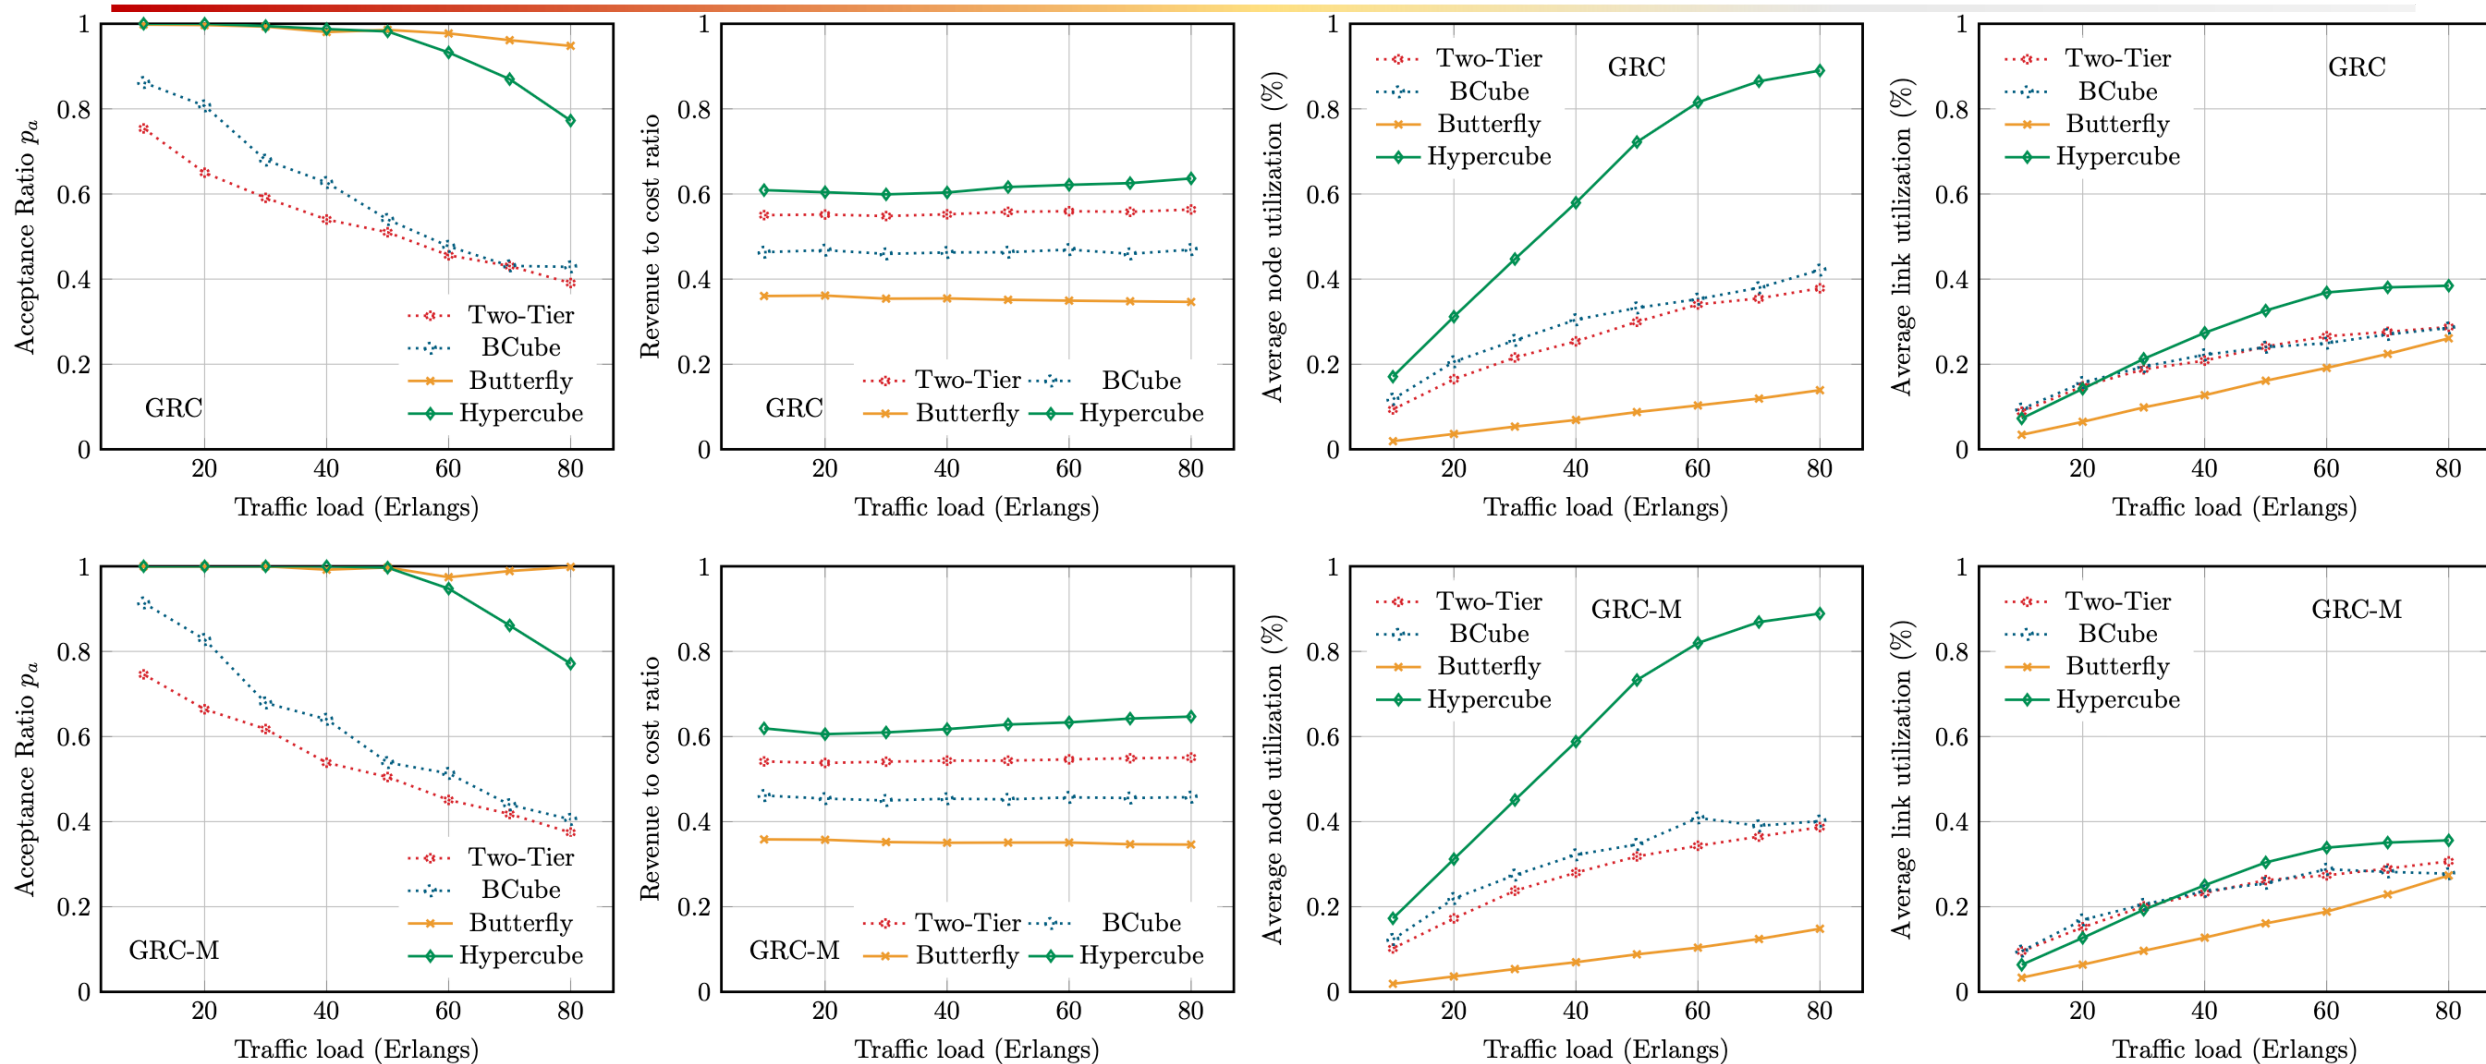 Acceptance Ratio pₐ
1
0.8
0.6
0.4
0.2
0
20 40 60 80
Traffic load (Erlangs)
GRC
Two-Tier
BCube
Butterfly
Hypercube
Revenue to cost ratio
1
0.8
0.6
0.4
0.2
0
20 40 60 80
Traffic load (Erlangs)
GRC
Two-Tier BCube
Butterfly Hypercube
Average node utilization (%)
1
0.8
0.6
0.4
0.2
0
20 40 60 80
Traffic load (Erlangs)
GRC
Two-Tier
BCube
Butterfly
Hypercube
Average link utilization (%)
1
0.8
0.6
0.4
0.2
0
20 40 60 80
Traffic load (Erlangs)
GRC
Two-Tier
BCube
Butterfly
Hypercube
Acceptance Ratio pₐ
1
0.8
0.6
0.4
0.2
0
20 40 60 80
Traffic load (Erlangs)
GRC-M
Two-Tier
BCube
Butterfly
Hypercube
Revenue to cost ratio
1
0.8
0.6
0.4
0.2
0
20 40 60 80
Traffic load (Erlangs)
GRC-M
Two-Tier BCube
Butterfly Hypercube
Average node utilization (%)
1
0.8
0.6
0.4
0.2
0
20 40 60 80
Traffic load (Erlangs)
GRC-M
Two-Tier
BCube
Butterfly
Hypercube
Average link utilization (%)
1
0.8
0.6
0.4
0.2
0
20 40 60 80
Traffic load (Erlangs)
GRC-M
Two-Tier
BCube
Butterfly
Hypercube